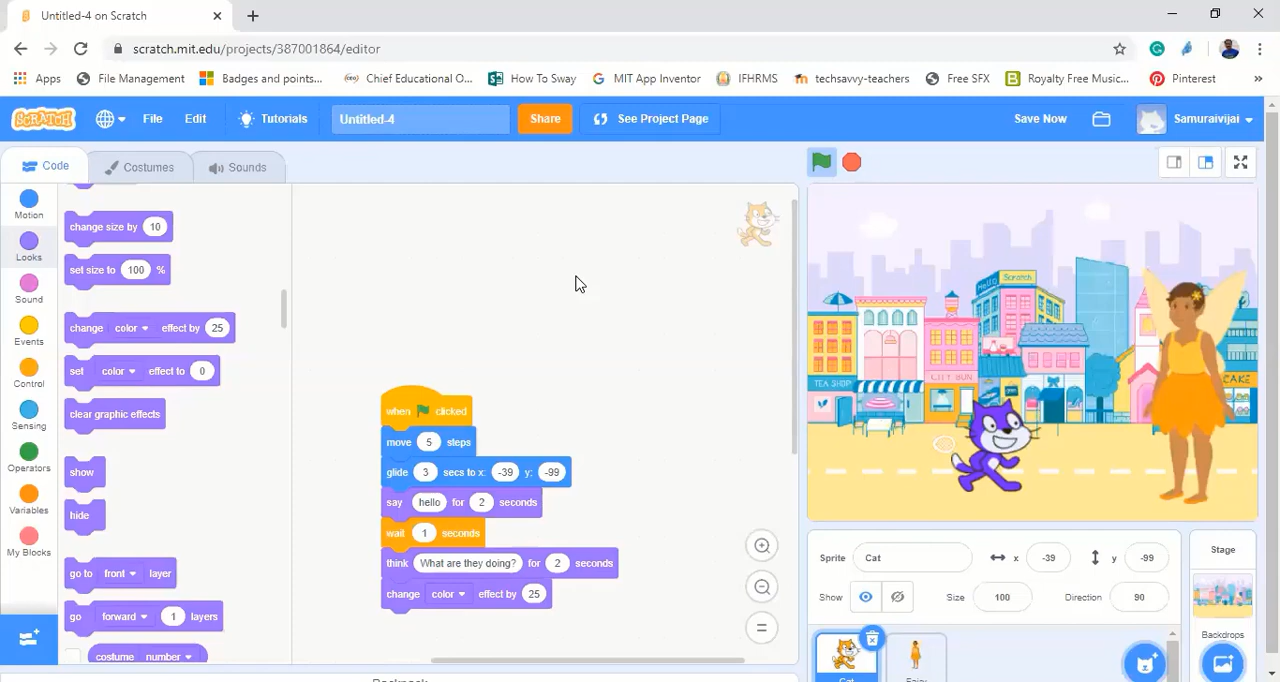 Untitled-4 on Scratch
scratch.mit.edu/projects/387001864/editor
Apps File Management Badges and points... Chief Educational O... How To Sway MIT App Inventor IFHRMS techsavvy-teachers Free SFX Royalty Free Music... Pinterest »
SCRATCH File Edit Tutorials Untitled-4 Share See Project Page Save Now Samuraivijai
Code Costumes Sounds
Motion
Looks
Sound
Events
Control
Sensing
Operators
Variables
My Blocks
change size by 10
set size to 100 %
change color effect by 25
set color effect to 0
clear graphic effects
show
hide
go to front layer
go forward 1 layers
costume number
when clicked
move 5 steps
glide 3 secs to x: -39 y: -99
say hello for 2 seconds
wait 1 seconds
think What are they doing? for 2 seconds
change color effect by 25
Hello Scratch
TEA SHOP
CITY BUN
CAKE
Sprite Cat x -39 y -99
Show Size 100 Direction 90
Stage
Backdrops
Cat
Fairy
Backpack